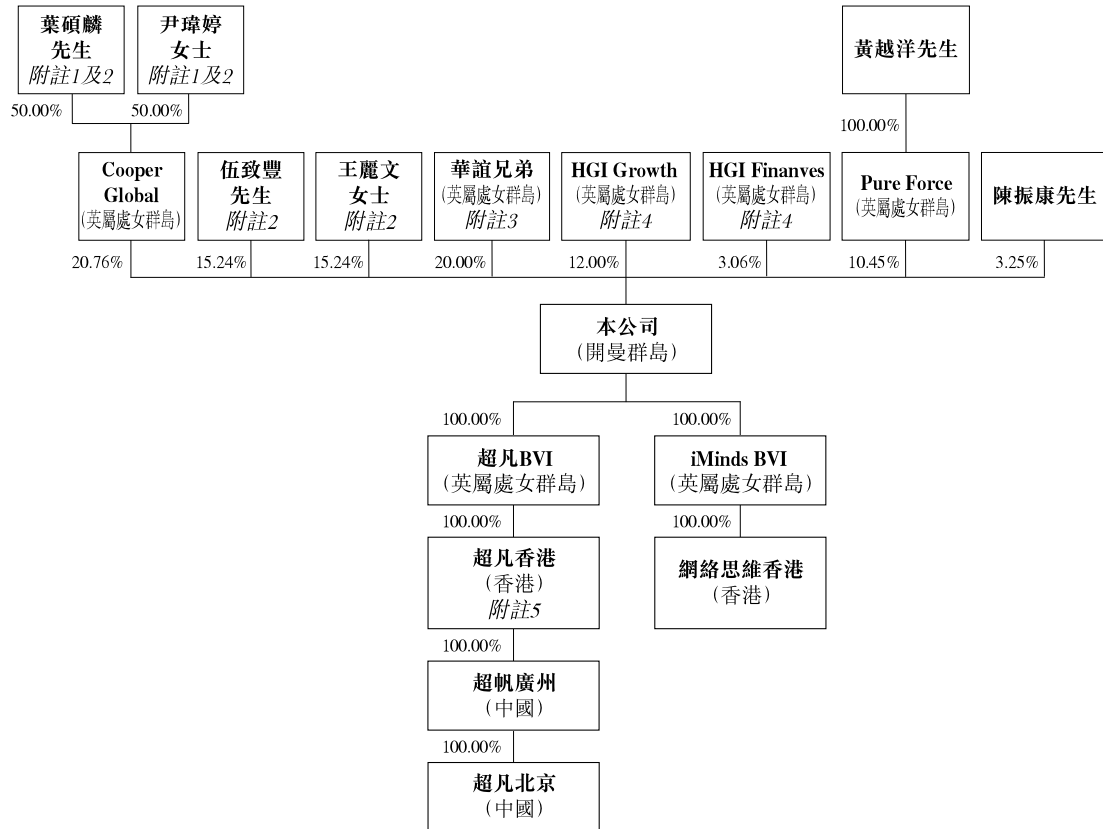 葉碩麟
先生
附註1及2
尹瑋婷
女士
附註1及2
黃越洋先生
50.00%
50.00%
100.00%
Cooper
Global
(英屬處女群島)
伍致豐
先生
附註2
王麗文
女士
附註2
華誼兄弟
(英屬處女群島)
附註3
HGI Growth
(英屬處女群島)
附註4
HGI Finanves
(英屬處女群島)
附註4
Pure Force
(英屬處女群島)
陳振康先生
20.76%
15.24%
15.24%
20.00%
12.00%
3.06%
10.45%
3.25%
本公司
(開曼群島)
100.00%
100.00%
超凡BVI
(英屬處女群島)
iMinds BVI
(英屬處女群島)
100.00%
100.00%
超凡香港
(香港)
附註5
網絡思維香港
(香港)
100.00%
超帆廣州
(中國)
100.00%
超凡北京
(中國)